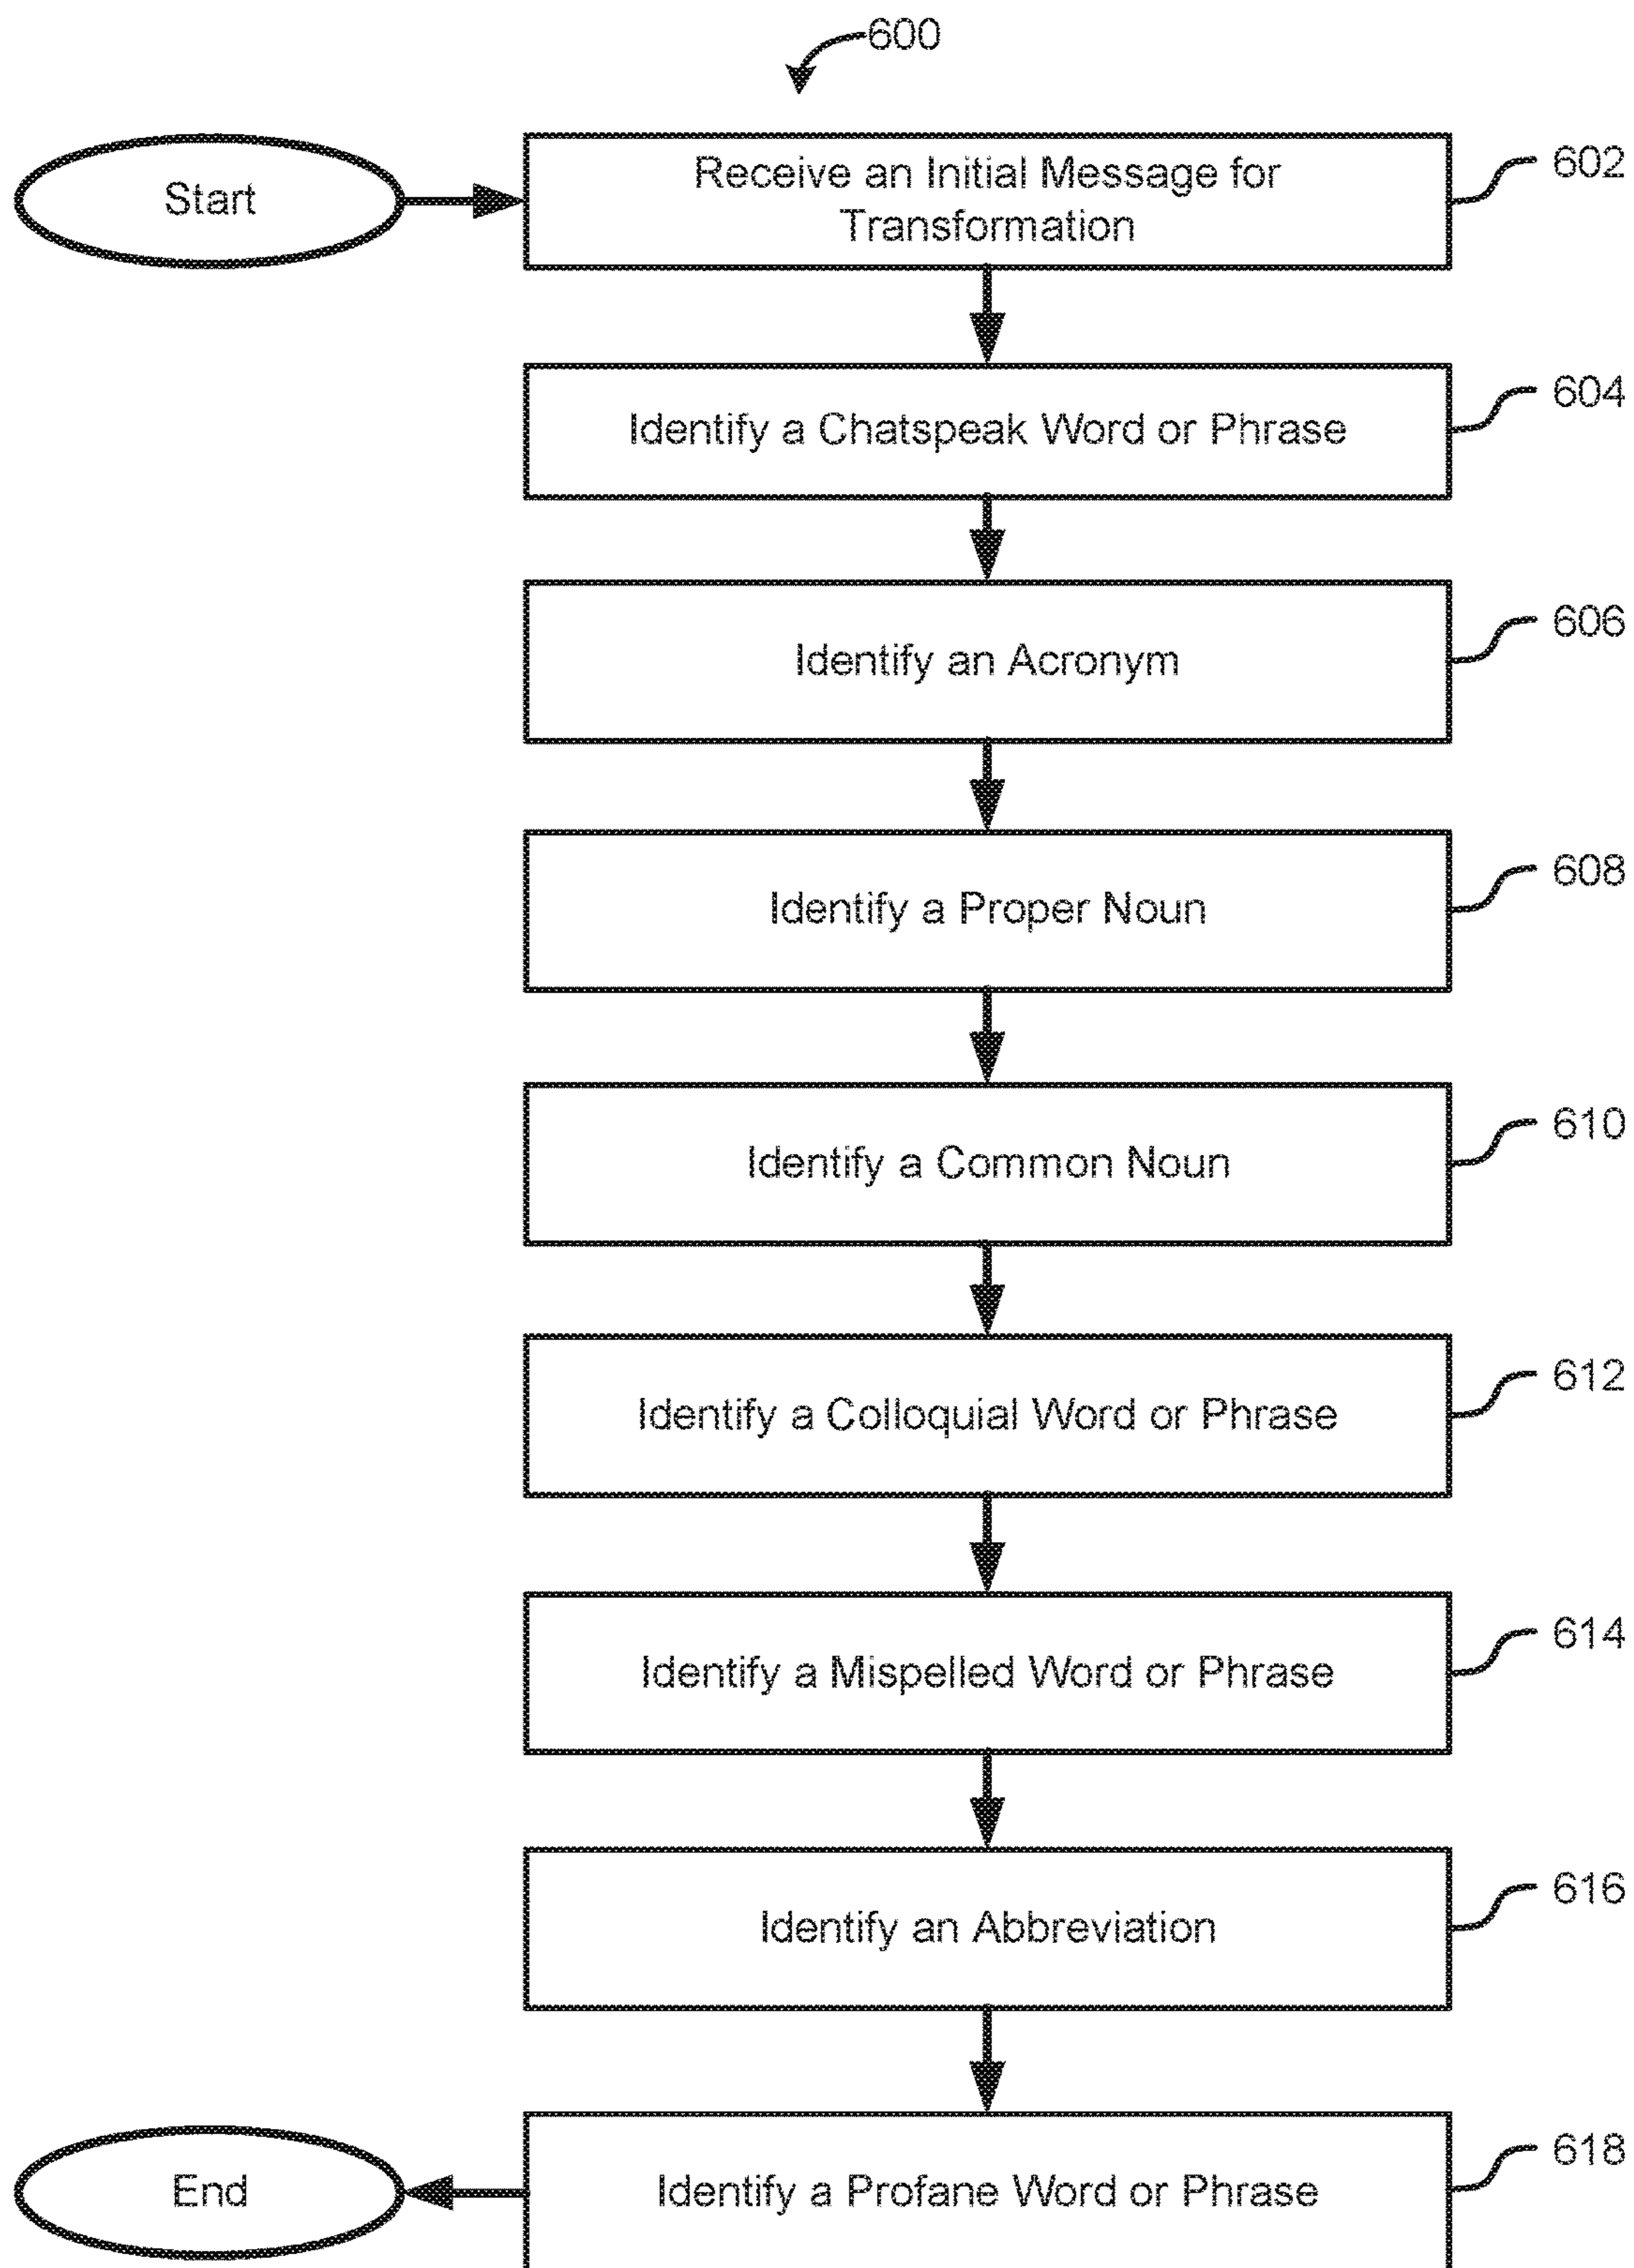 600
Start
Receive an Initial Message for
Transformation
602
Identify a Chatspeak Word or Phrase
604
Identify an Acronym
606
Identify a Proper Noun
608
Identify a Common Noun
610
Identify a Colloquial Word or Phrase
612
Identify a Mispelled Word or Phrase
614
Identify an Abbreviation
616
Identify a Profane Word or Phrase
618
End